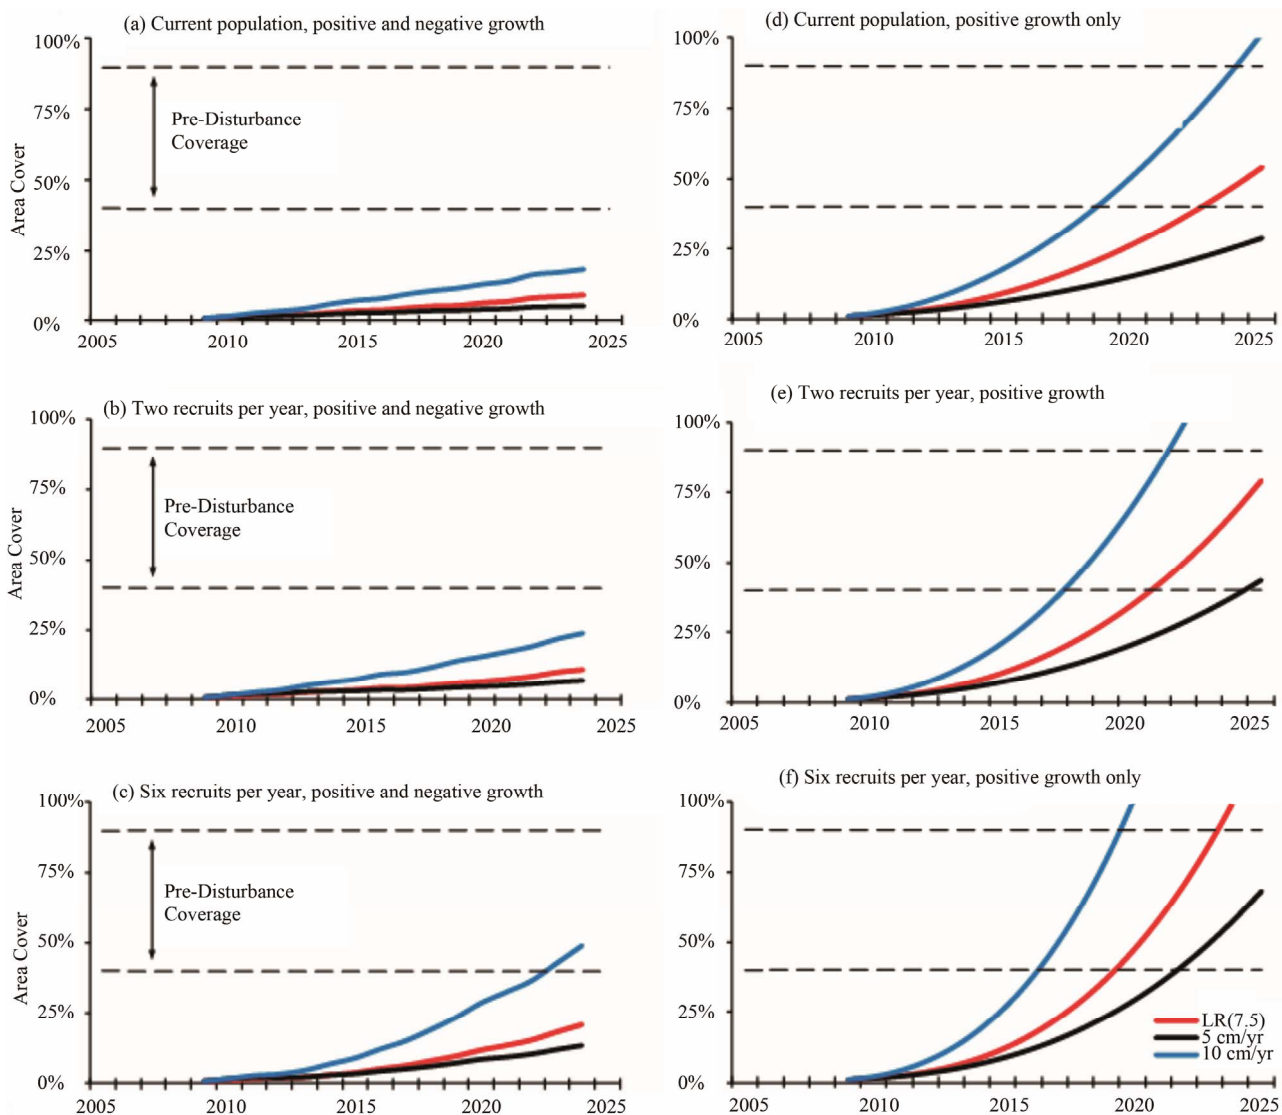 (a) Current population, positive and negative growth
100%
75%
50%
25%
0%
Area Cover
Pre-Disturbance
Coverage
2005 2010 2015 2020 2025
(d) Current population, positive growth only
100%
75%
50%
25%
0%
2005 2010 2015 2020 2025
(b) Two recruits per year, positive and negative growth
100%
75%
50%
25%
0%
Area Cover
Pre-Disturbance
Coverage
2005 2010 2015 2020 2025
(e) Two recruits per year, positive growth
100%
75%
50%
25%
0%
2005 2010 2015 2020 2025
(c) Six recruits per year, positive and negative growth
100%
75%
50%
25%
0%
Area Cover
Pre-Disturbance
Coverage
2005 2010 2015 2020 2025
(f) Six recruits per year, positive growth only
100%
75%
50%
25%
0%
LR(7.5)
5 cm/yr
10 cm/yr
2005 2010 2015 2020 2025